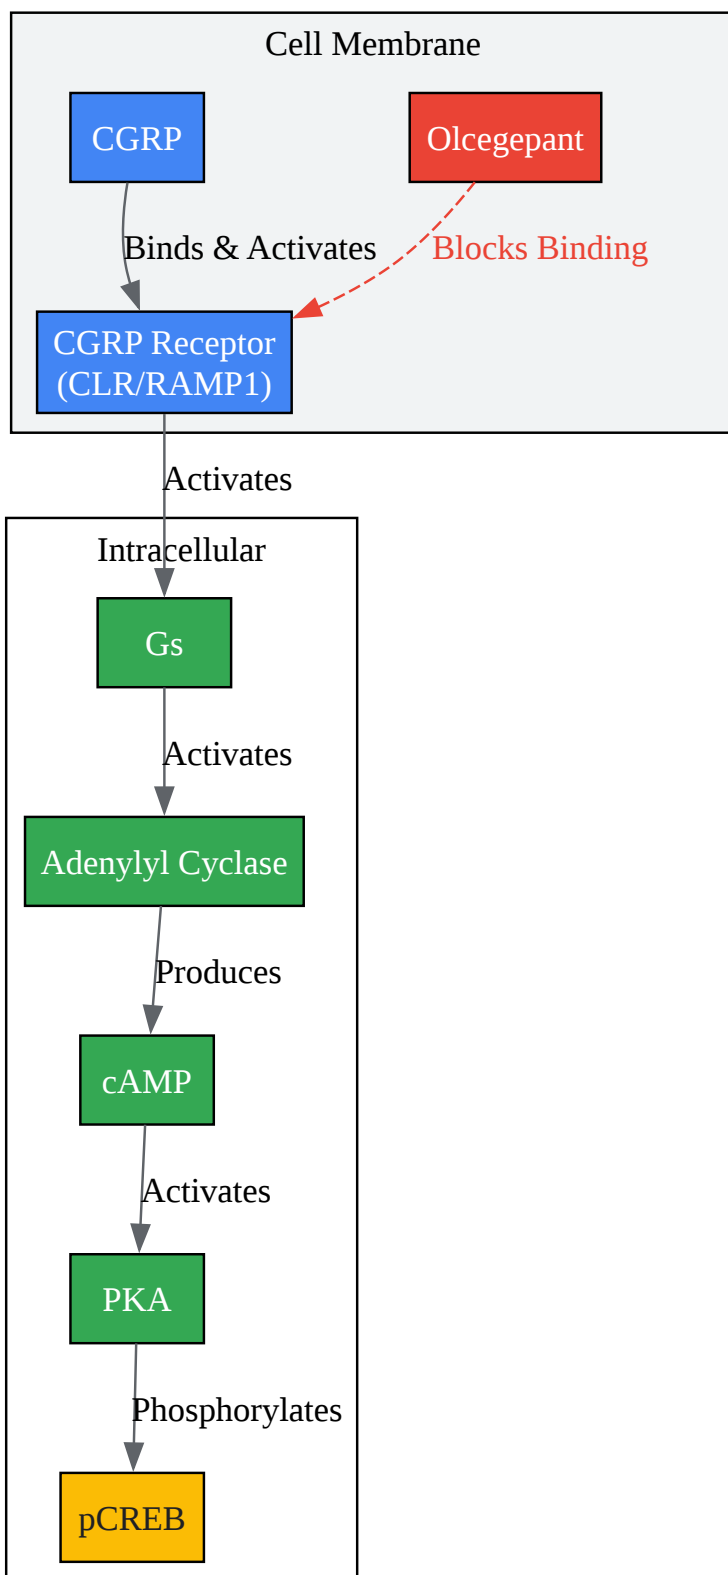 Cell Membrane
CGRP
Olcegepant
Binds & Activates
Blocks Binding
CGRP Receptor
(CLR/RAMP1)
Activates
Intracellular
Gs
Activates
Adenylyl Cyclase
Produces
cAMP
Activates
PKA
Phosphorylates
pCREB